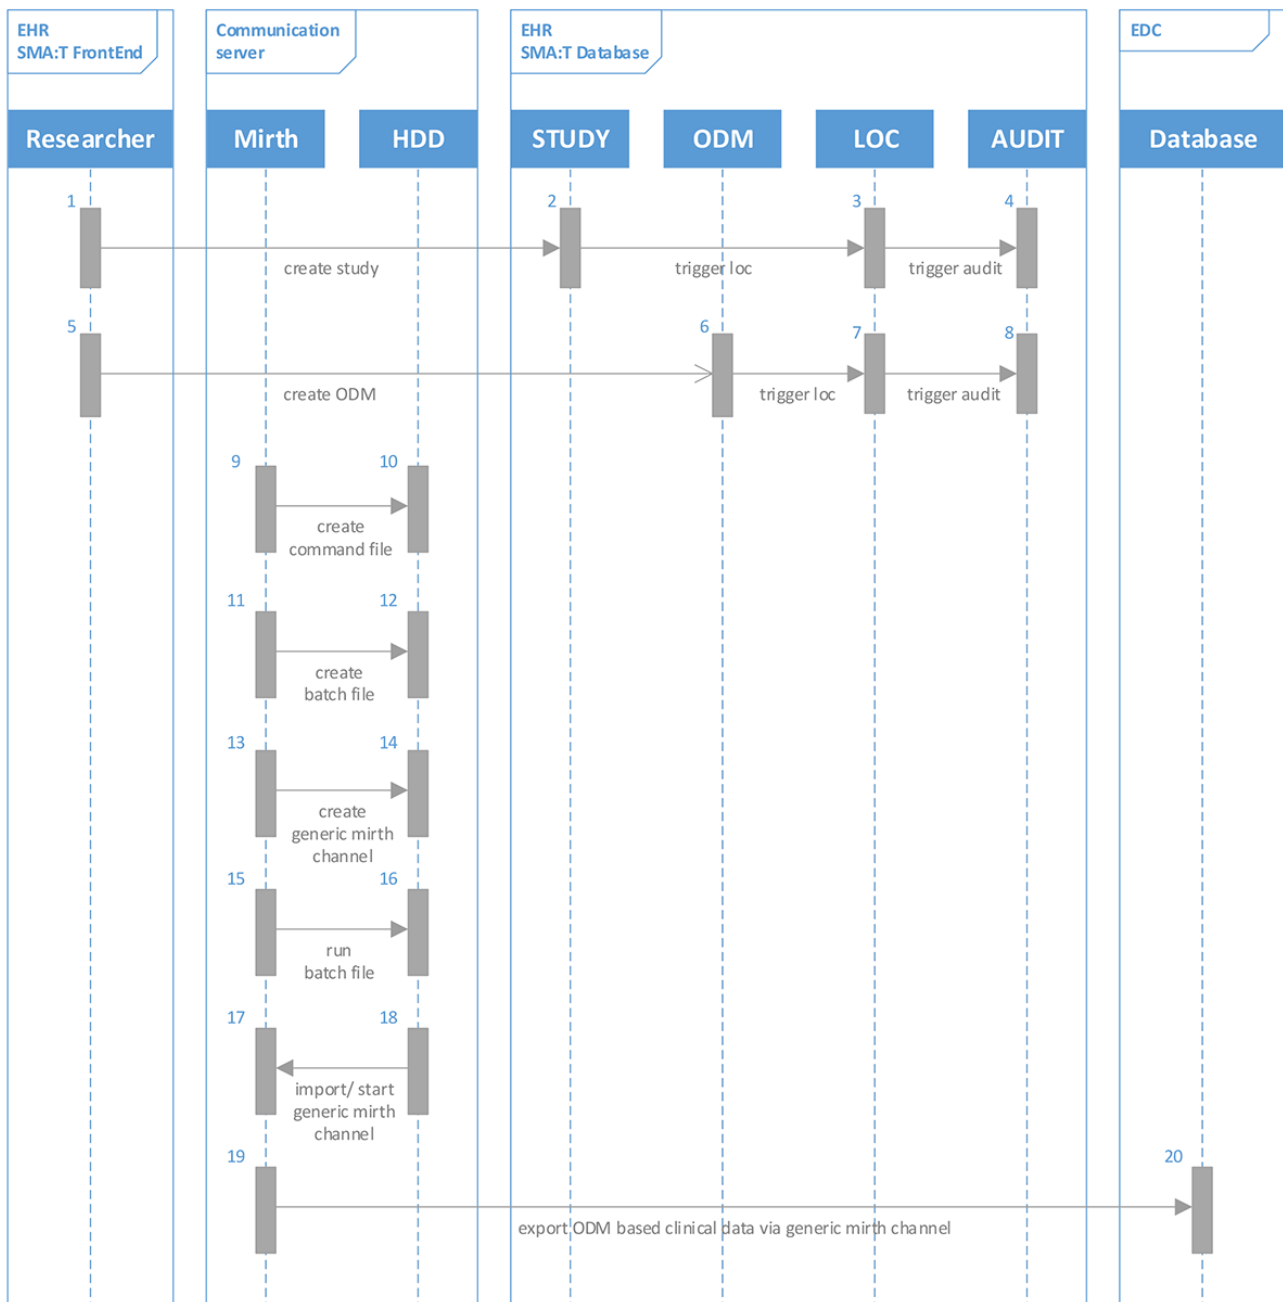 EHR
SMA:T FrontEnd
Communication
server
EHR
SMA:T Database
EDC
Researcher
Mirth
HDD
STUDY
ODM
LOC
AUDIT
Database
1
2
3
4
create study
trigger loc
trigger audit
5
6
7
8
create ODM
trigger loc
trigger audit
9
10
create
command file
11
12
create
batch file
13
14
create
generic mirth
channel
15
16
run
batch file
17
18
import/ start
generic mirth
channel
19
20
export ODM based clinical data via generic mirth channel